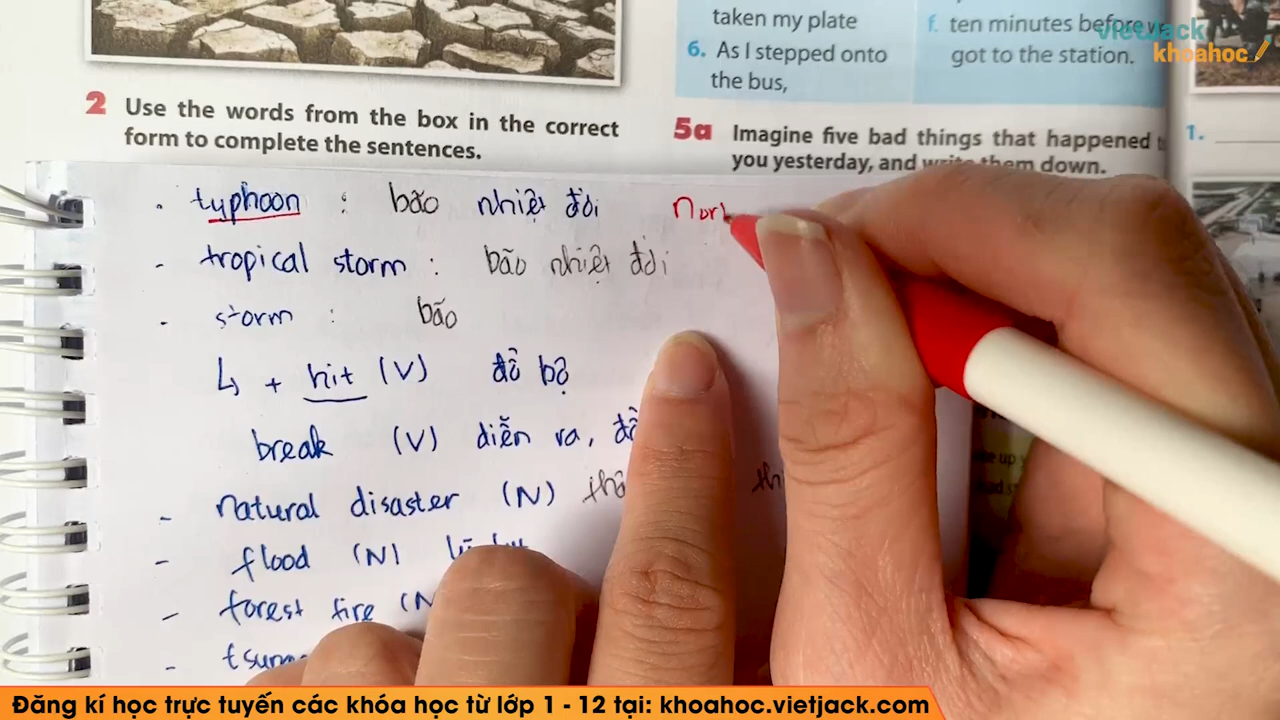 taken my plate
6. As I stepped onto
the bus,
f. ten minutes before
got to the station.
vietjack
khoahoc
2 Use the words from the box in the correct
form to complete the sentences.
5a Imagine five bad things that happened
you yesterday, and write them down.
1.
. typhoon : bão nhiệt đới
- tropical storm : bão nhiệt đới
- storm : bão
↳ + hit (V) đổ bộ
break (V) diễn ra,
- natural disaster (N)
- flood (N)
- forest fire (N
-
Đăng kí học trực tuyến các khóa học từ lớp 1 - 12 tại: khoahoc.vietjack.com